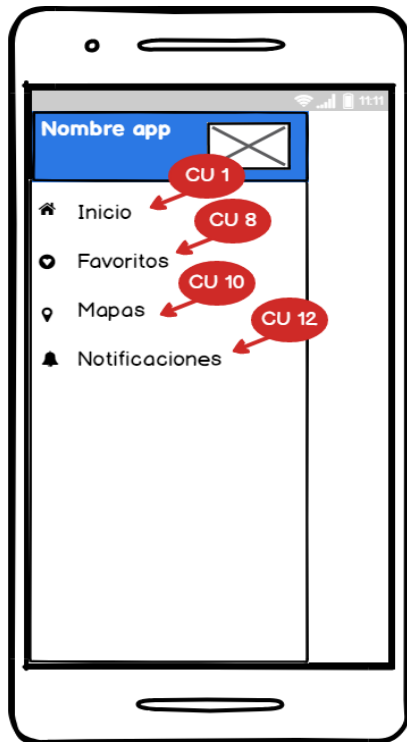 11:11
Nombre app
CU 1
Inicio
CU 8
Favoritos
CU 10
Mapas
CU 12
Notificaciones